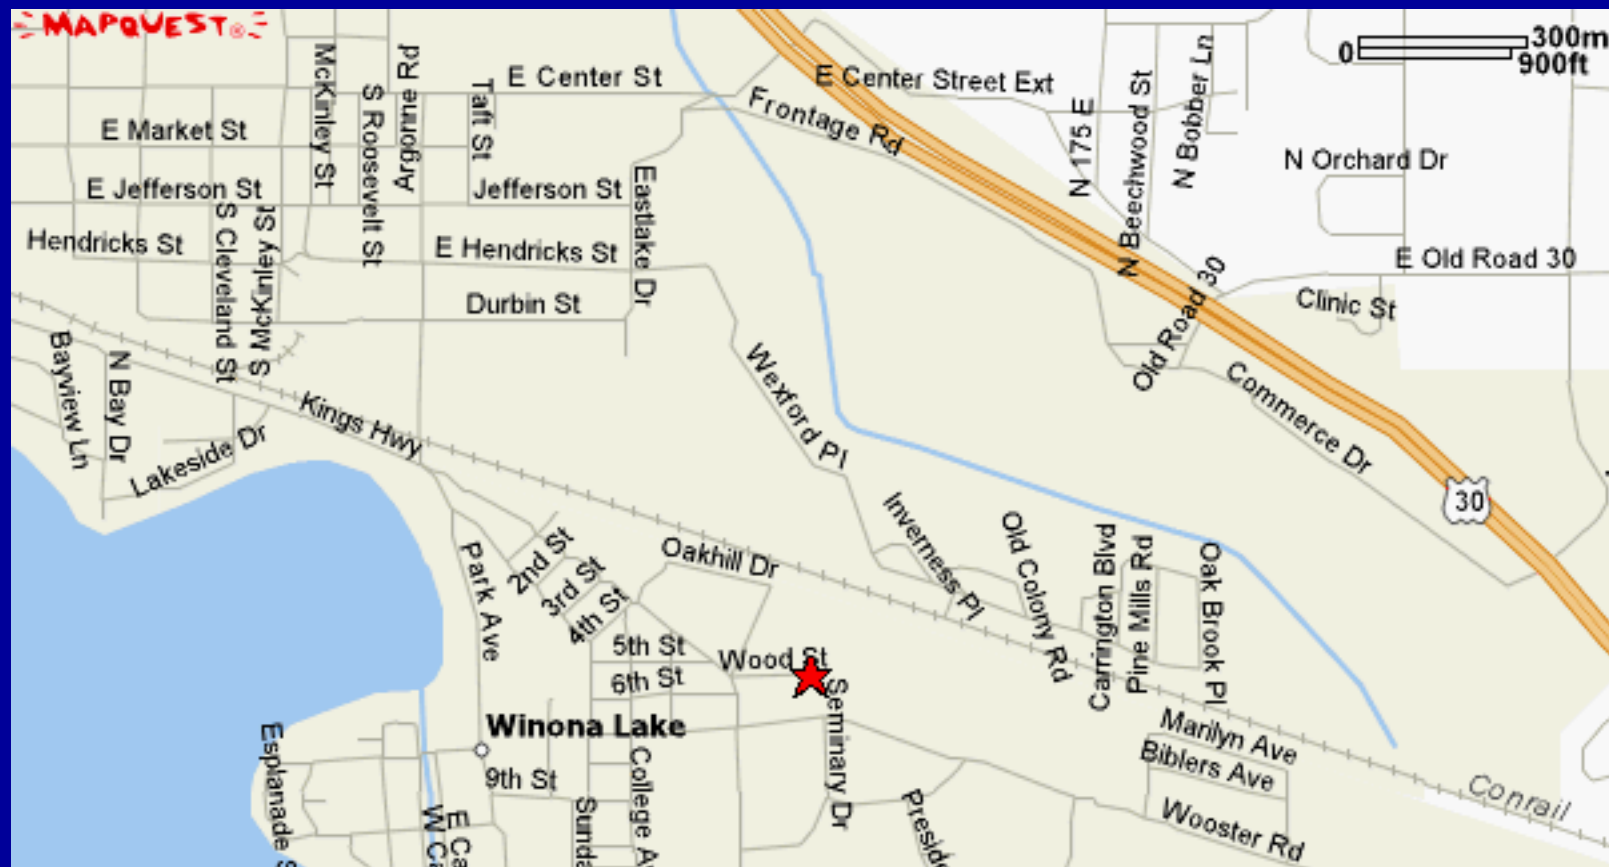 MAPQUEST®
0
300m
900ft
E Center St
E Center Street Ext
McKinley St
S Roosevelt St
Argonne Rd
Taft St
Frontage Rd
N 175 E
N Beechwood St
N Bobber Ln
E Market St
N Orchard Dr
E Jefferson St
Jefferson St
Eastlake Dr
Hendricks St
S Cleveland St
S McKinley St
E Hendricks St
E Old Road 30
Old Road 30
Clinic St
Durbin St
Bayview Ln
N Bay Dr
Lakeside Dr
Kings Hwy
Wexford Pl
Commerce Dr
30
Inverness Pl
Old Colony Rd
Carrington Blvd
Pine Mills Rd
Oak Brook Pl
Park Ave
2nd St
3rd St
4th St
Oakhill Dr
5th St
Wood St
6th St
Seminary Dr
Winona Lake
Marilyn Ave
Biblers Ave
Esplanade S
9th St
College A
Sunda
W Ca
E Ca
Presid
Wooster Rd
Conrail